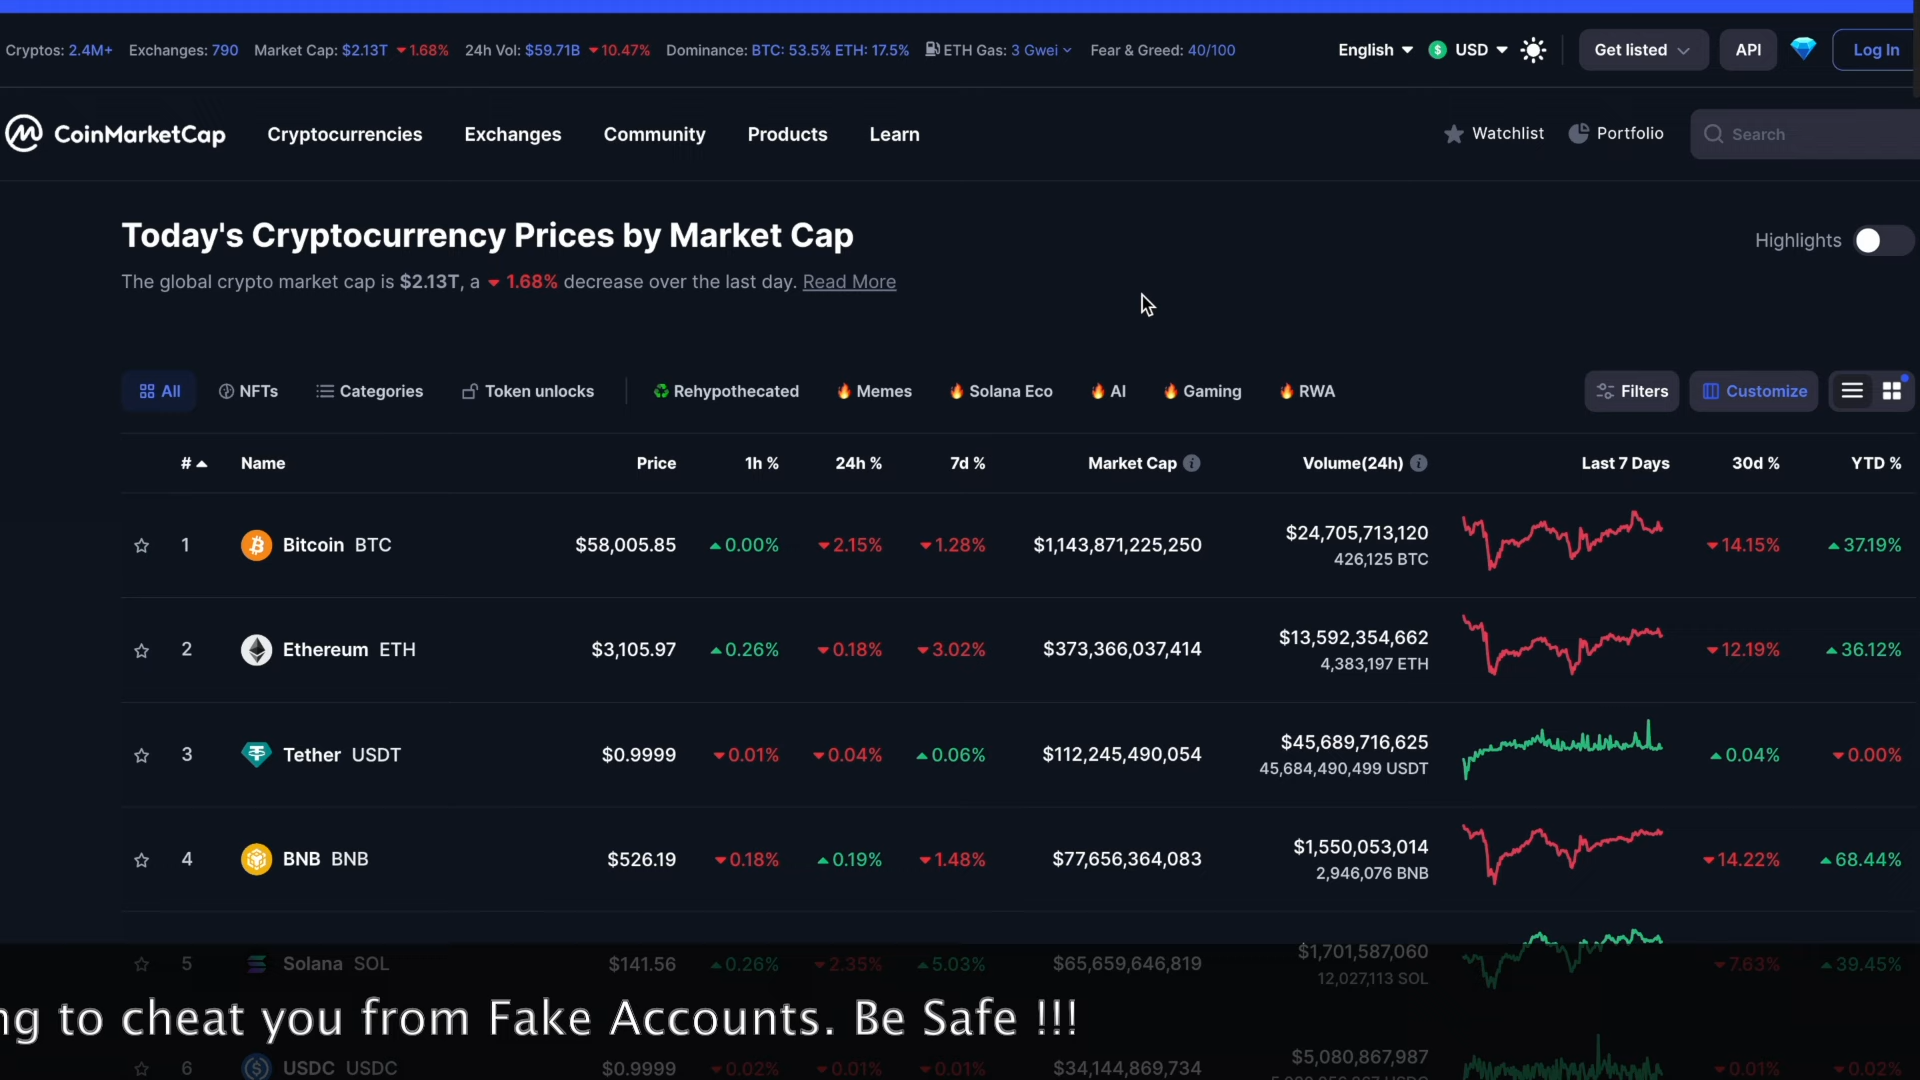 Cryptos: 2.4M+ Exchanges: 790 Market Cap: $2.13T 1.68% 24h Vol: $59.71B 10.47% Dominance: BTC: 53.5% ETH: 17.5% ETH Gas: 3 Gwei Fear & Greed: 40/100 English USD Get listed API Log In
CoinMarketCap Cryptocurrencies Exchanges Community Products Learn Watchlist Portfolio Search
Today's Cryptocurrency Prices by Market Cap Highlights
The global crypto market cap is $2.13T, a 1.68% decrease over the last day. Read More
All NFTs Categories Token unlocks Rehypothecated Memes Solana Eco AI Gaming RWA Filters Customize
# Name Price 1h % 24h % 7d % Market Cap Volume(24h) Last 7 Days 30d % YTD %
1 Bitcoin BTC $58,005.85 0.00% 2.15% 1.28% $1,143,871,225,250 $24,705,713,120 14.15% 37.19%
426,125 BTC
2 Ethereum ETH $3,105.97 0.26% 0.18% 3.02% $373,366,037,414 $13,592,354,662 12.19% 36.12%
4,383,197 ETH
3 Tether USDT $0.9999 0.01% 0.04% 0.06% $112,245,490,054 $45,689,716,625 0.04% 0.00%
45,684,490,499 USDT
4 BNB BNB $526.19 0.18% 0.19% 1.48% $77,656,364,083 $1,550,053,014 14.22% 68.44%
2,946,076 BNB
5 Solana SOL $141.56 0.26% 2.35% 5.03% $65,659,646,819 $1,701,587,060 7.63% 39.45%
12,027,113 SOL
ng to cheat you from Fake Accounts. Be Safe !!!
6 USDC USDC $0.9999 0.02% 0.01% 0.01% $34,144,869,734 $5,080,867,987 0.01% 0.02%